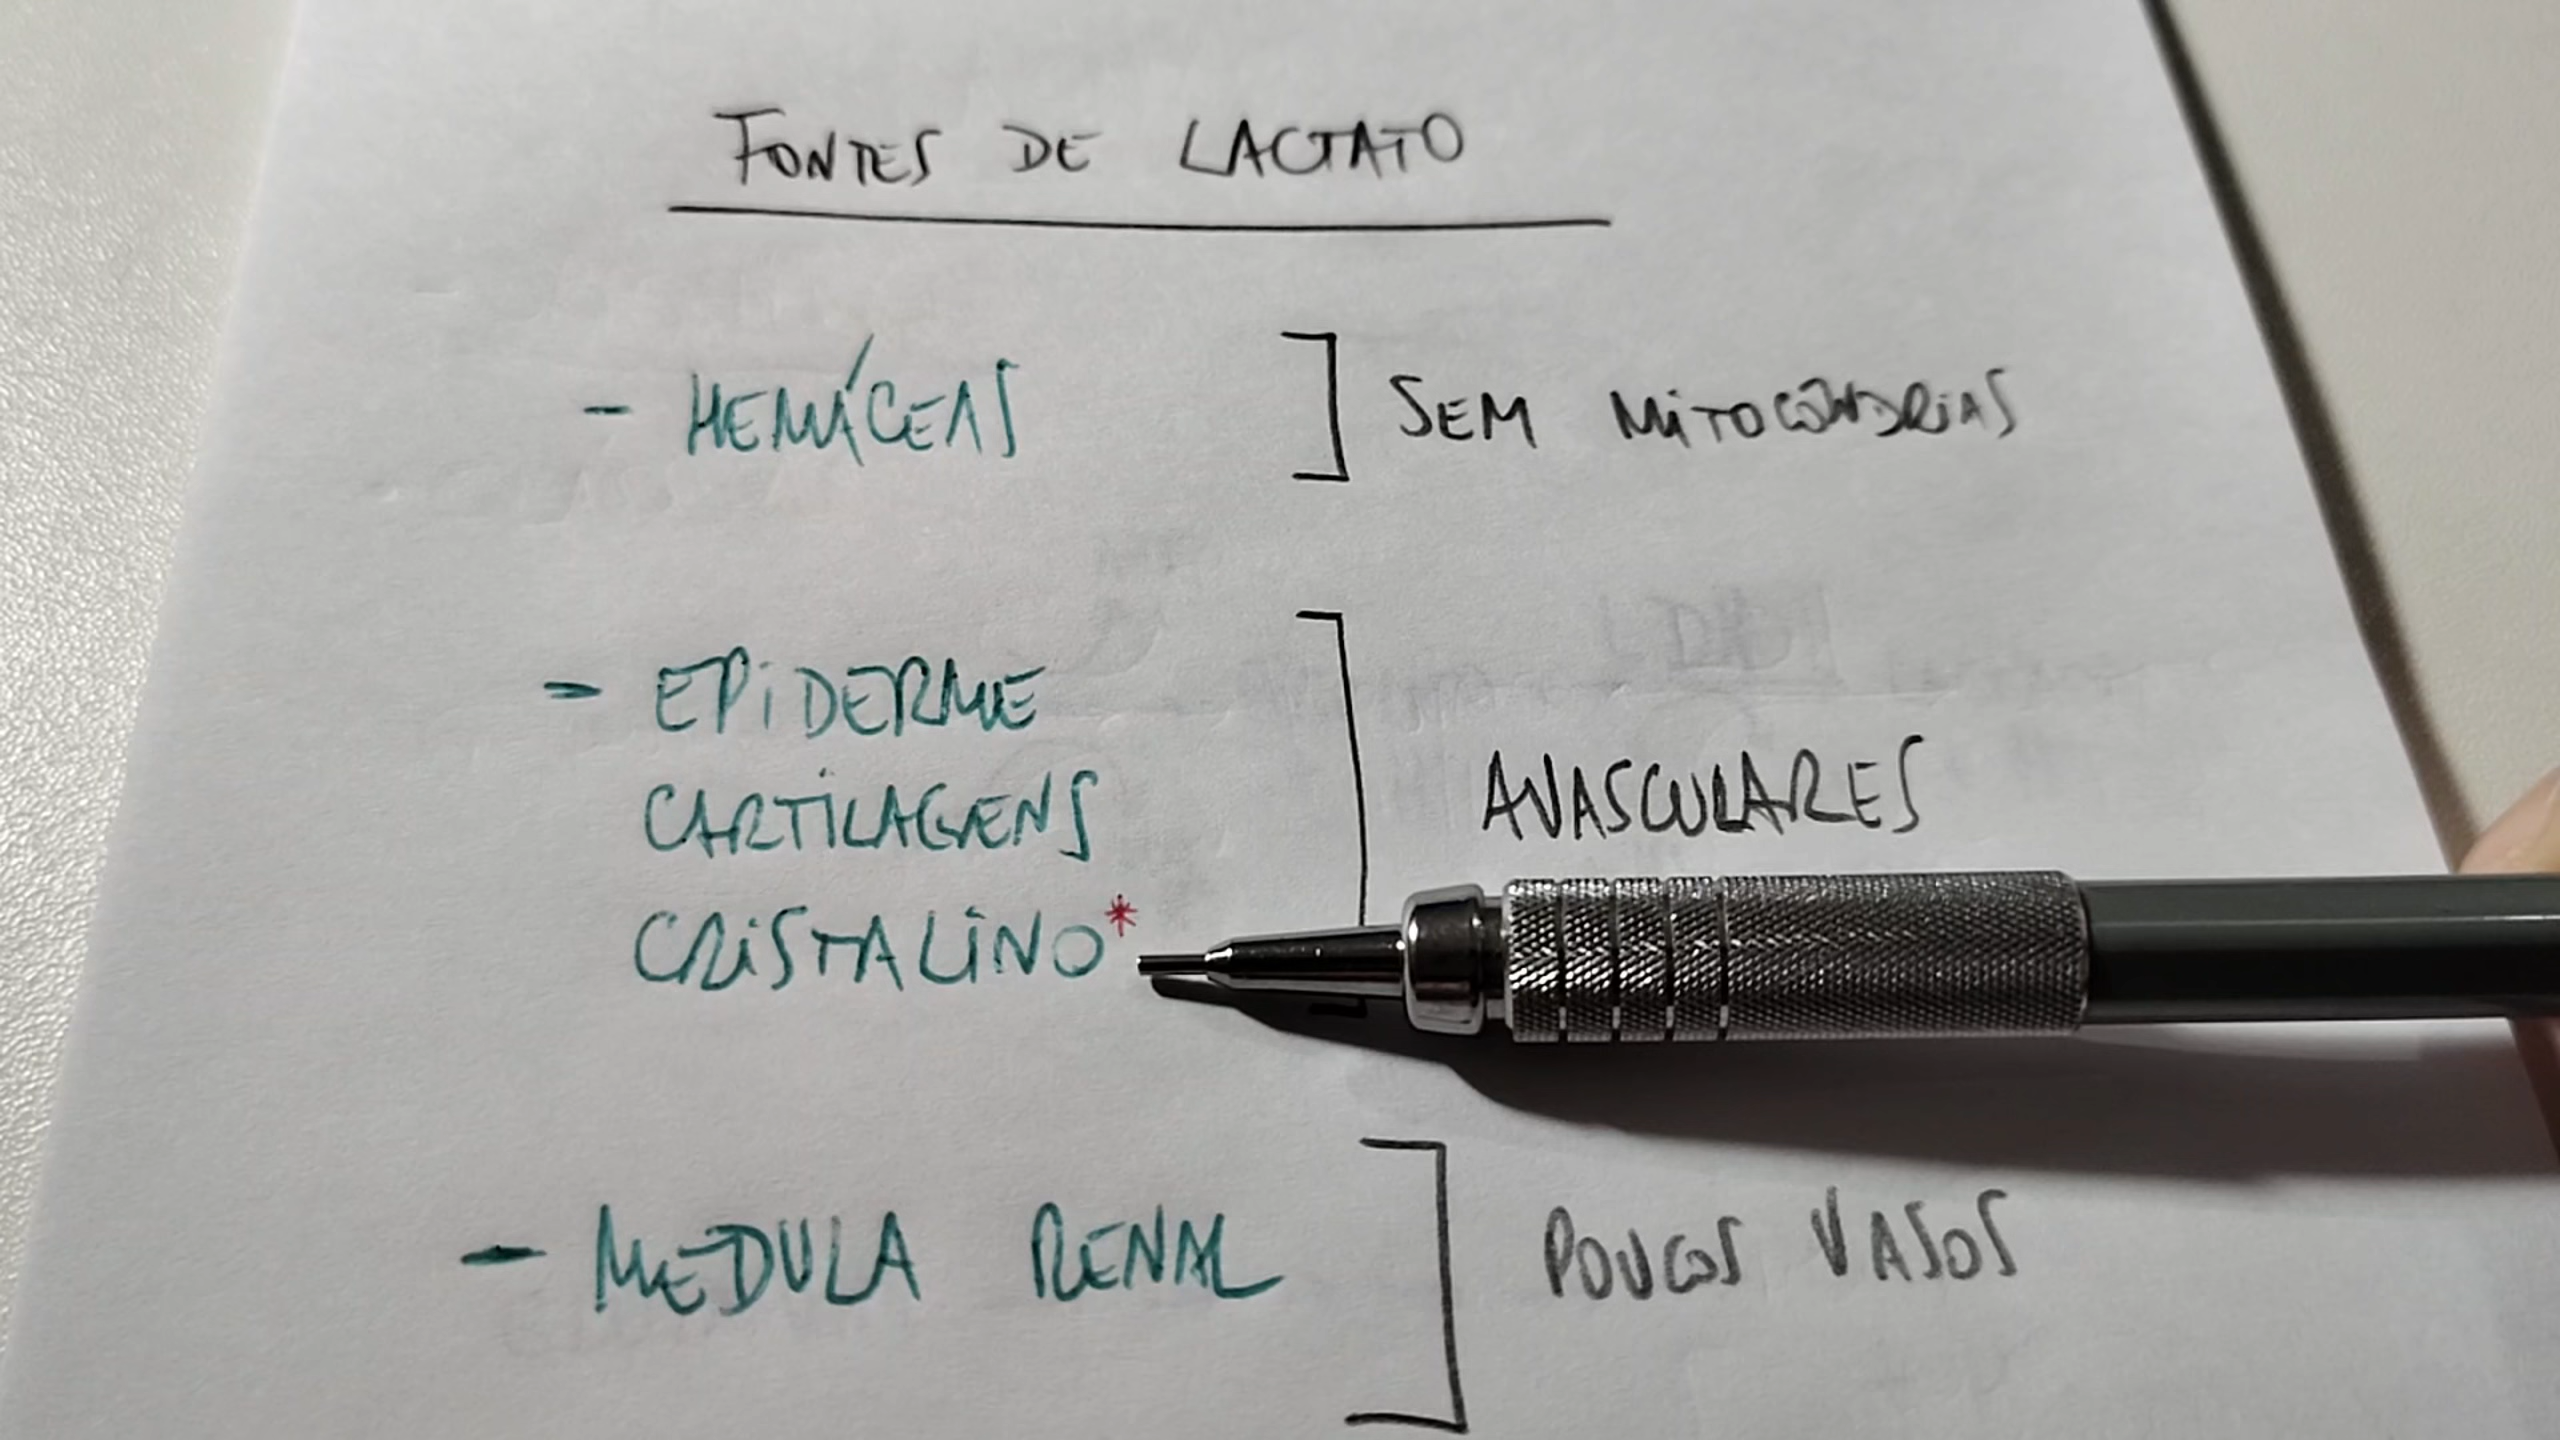 FONTES DE LACTATO
- HEMÁCEAS ] SEM MITOCÔNDRIAS
- EPIDERME
CARTILAGENS
AVASCULARES
CRISTALINO*
- MEDULA RENAL ] POUCOS VASOS